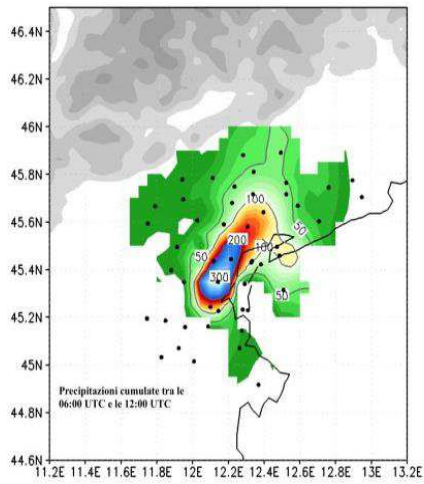 46.4N
46.2N
46N
45.8N
45.6N
45.4N
45.2N
45N
44.8N
44.6N
100
200
50
100
50
300
50
Precipitazioni cumulate tra le
06:00 UTC e le 12:00 UTC
11.2E 11.4E 11.6E 11.8E 12E 12.2E 12.4E 12.6E 12.8E 13E 13.2E